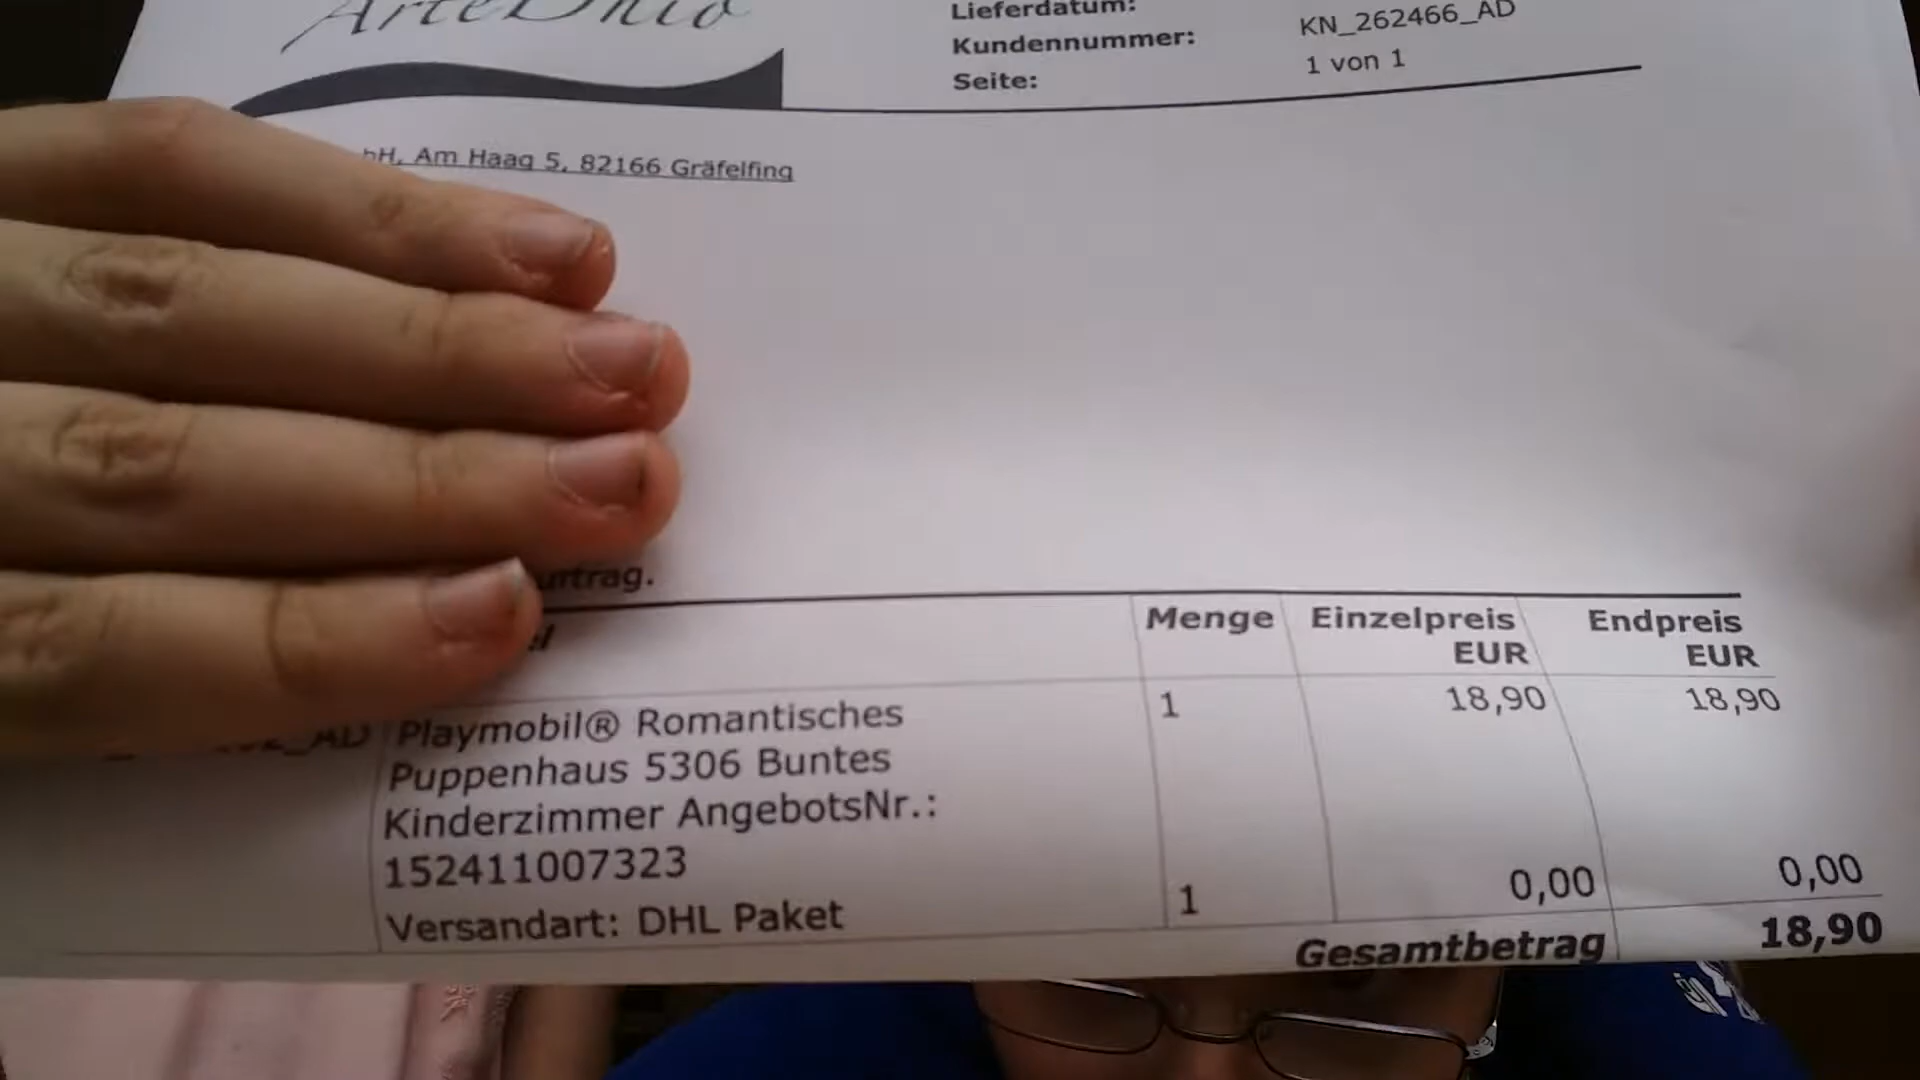 Lieferdatum:
Kundennummer: KN_262466_AD
Seite: 1 von 1
Am Haag 5, 82166 Gräfelfing
Menge Einzelpreis EUR Endpreis EUR
Playmobil® Romantisches 1 18,90 18,90
Puppenhaus 5306 Buntes
Kinderzimmer AngebotsNr.:
152411007323
Versandart: DHL Paket 1 0,00 0,00
Gesamtbetrag 18,90